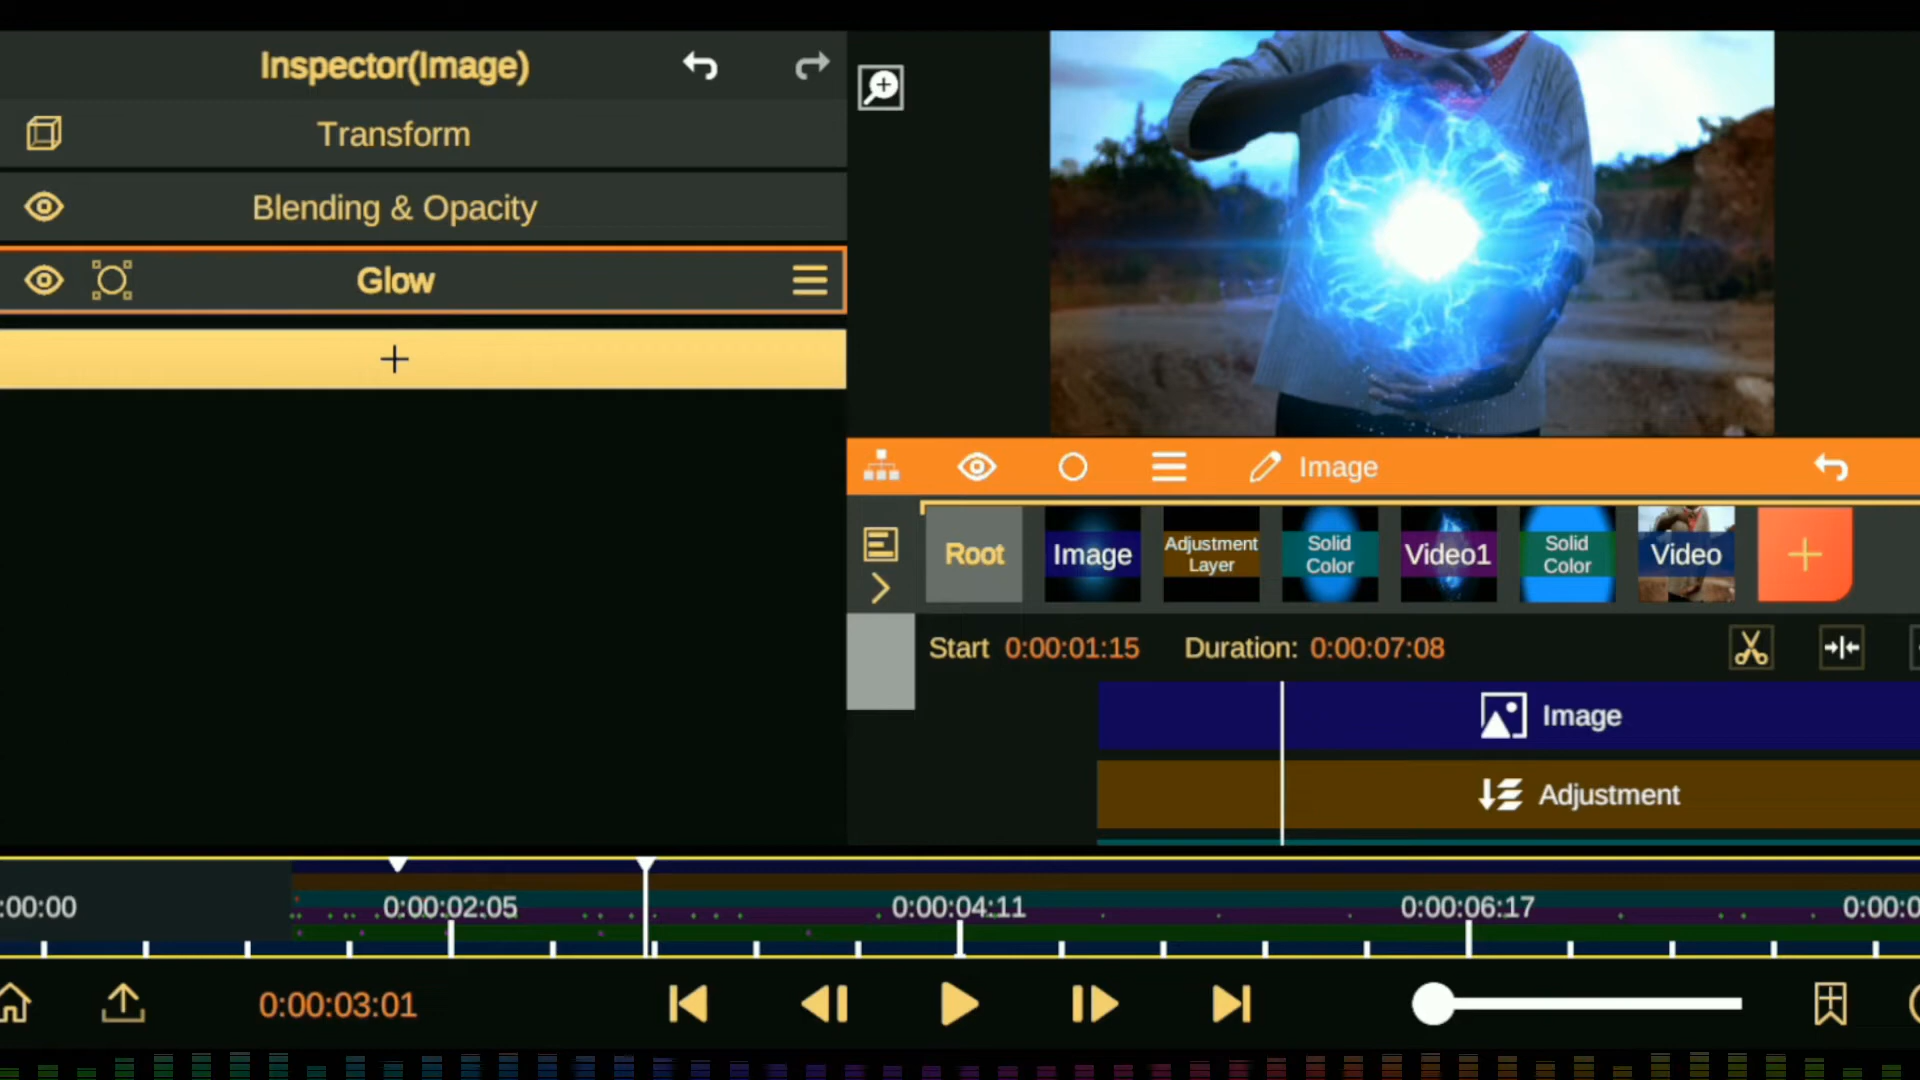 Inspector(Image)
Transform
Blending & Opacity
Glow
+
Image
Root
Image
Adjustment
Layer
Solid
Color
Video1
Solid
Color
Video
+
Start 0:00:01:15 Duration: 0:00:07:08
Image
Adjustment
:00:00 0:00:02:05 0:00:04:11 0:00:06:17 0:00:0
0:00:03:01